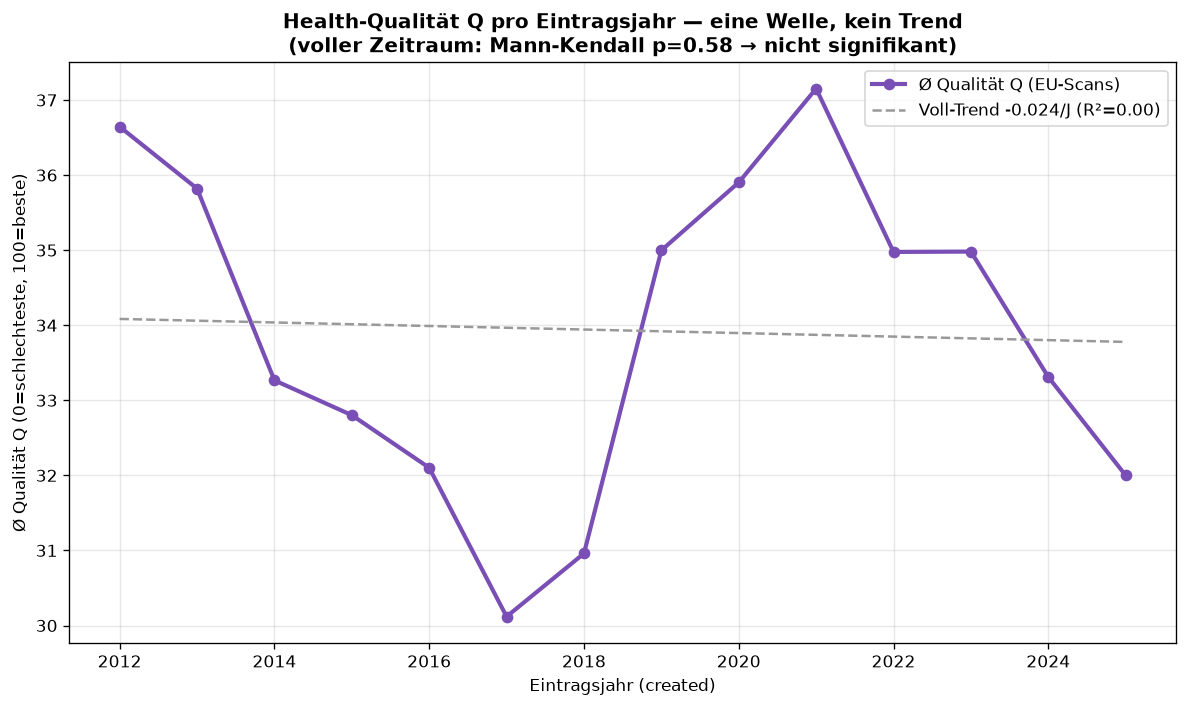 Health-Qualität Q pro Eintragsjahr — eine Welle, kein Trend
(voller Zeitraum: Mann-Kendall p=0.58 → nicht signifikant)
Ø Qualität Q (EU-Scans)
Voll-Trend -0.024/J (R²=0.00)
Ø Qualität Q (0=schlechteste, 100=beste)
37
36
35
34
33
32
31
30
2012 2014 2016 2018 2020 2022 2024
Eintragsjahr (created)